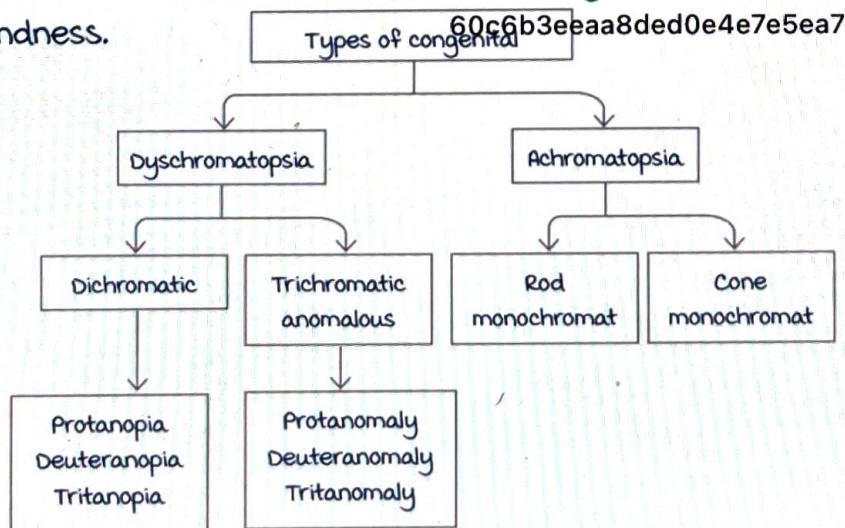 ndness.
60c6b3eeaa8ded0e4e7e5ea7
Types of congenital
Dyschromatopsia
Achromatopsia
Dichromatic
Trichromatic
anomalous
Rod
monochromat
Cone
monochromat
Protanopia
Deuteranopia
Tritanopia
Protanomaly
Deuteranomaly
Tritanomaly